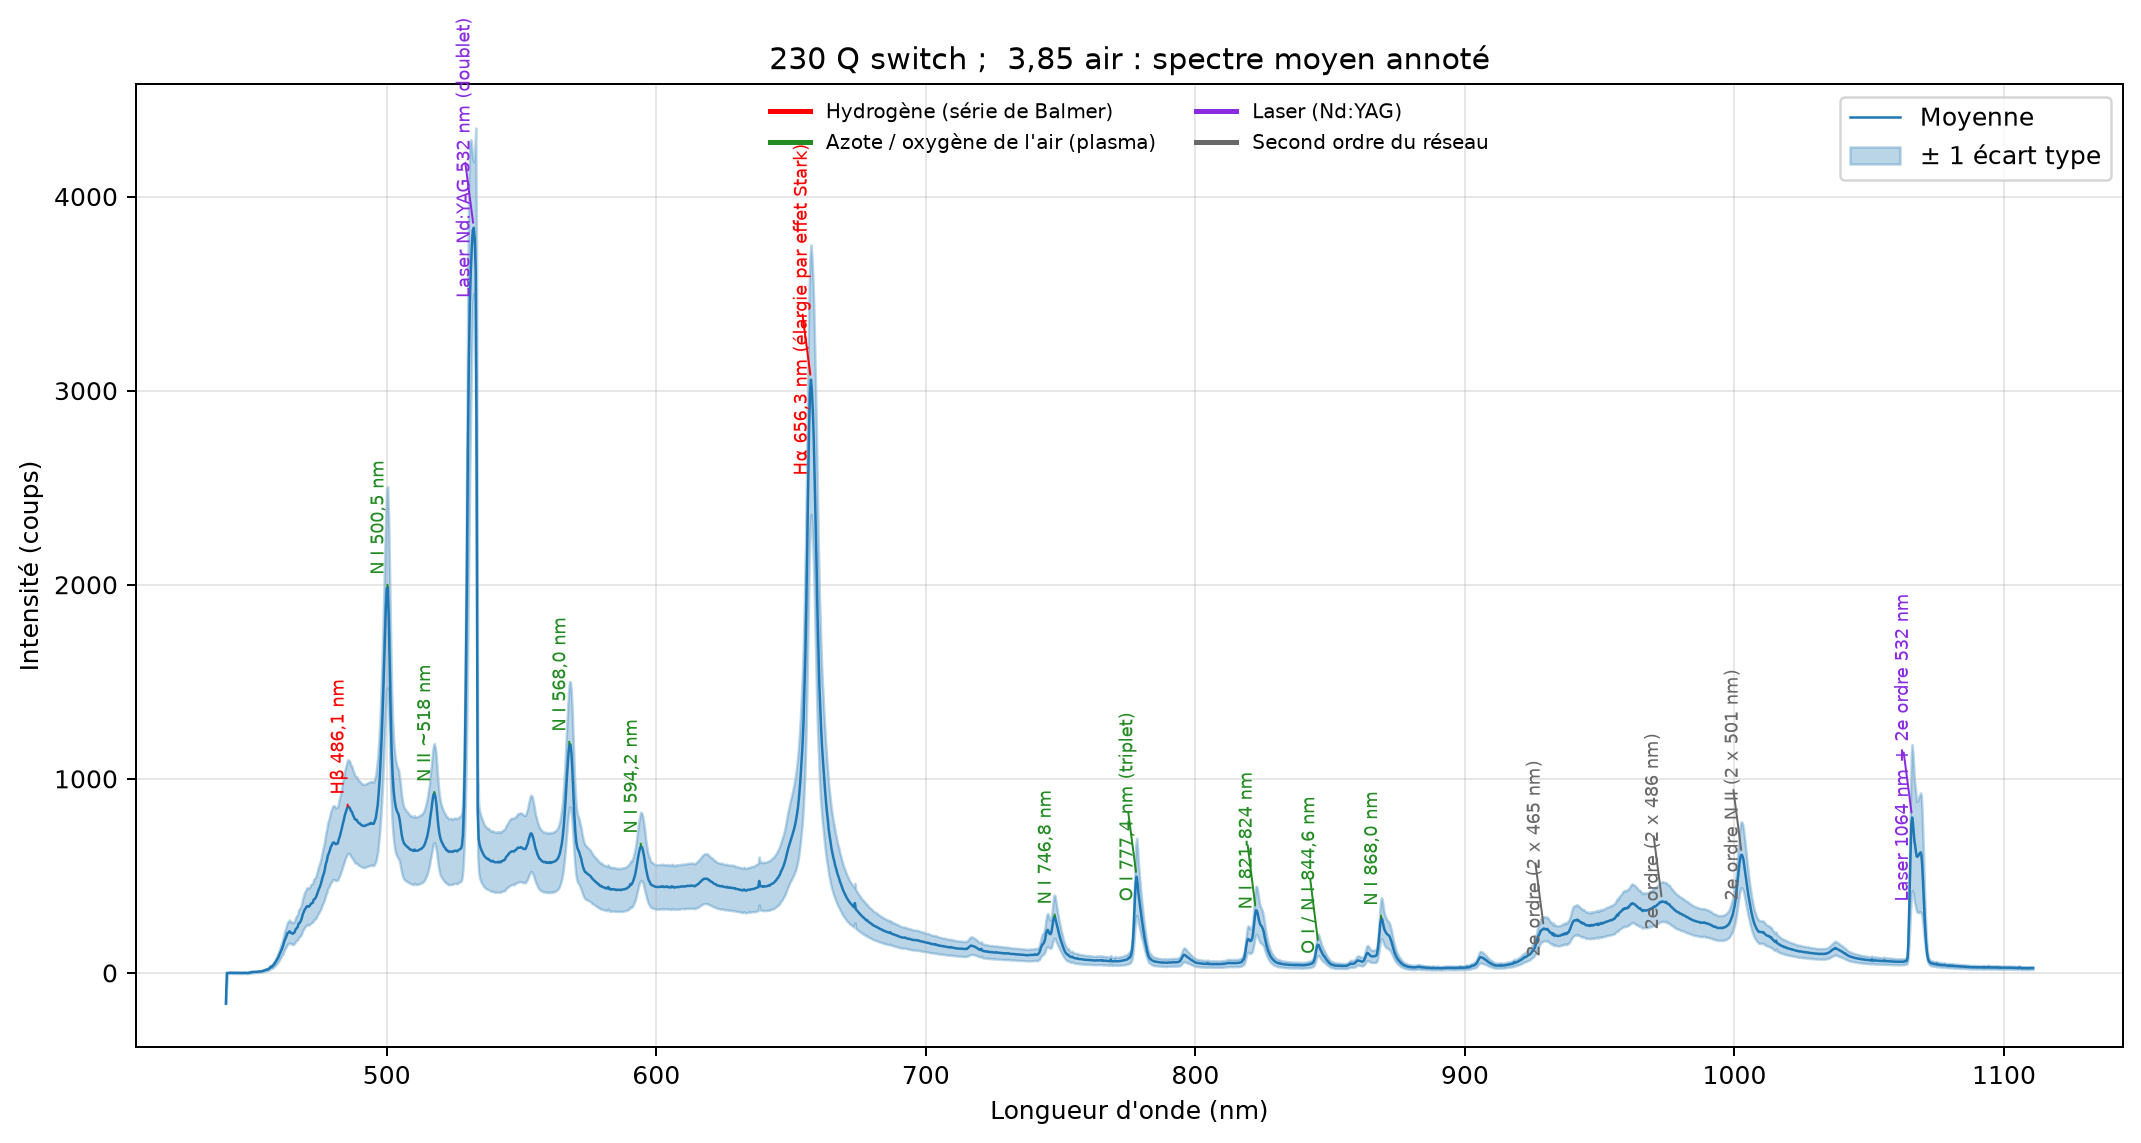 230 Q switch ;  3,85 air : spectre moyen annoté
Hydrogène (série de Balmer)
Azote / oxygène de l'air (plasma)
Laser (Nd:YAG)
Second ordre du réseau
Moyenne
± 1 écart type
Intensité (coups)
4000
3000
2000
1000
0
Hβ 486,1 nm
N I 500,5 nm
N II ~518 nm
Laser Nd:YAG 532 nm (doublet)
N I 568,0 nm
N I 594,2 nm
Hα 656,3 nm (élargie par effet Stark)
N I 746,8 nm
O I 777,4 nm (triplet)
N I 821-824 nm
O I / N I 844,6 nm
N I 868,0 nm
2e ordre (2 x 465 nm)
2e ordre (2 x 486 nm)
2e ordre N II (2 x 501 nm)
Laser 1064 nm + 2e ordre 532 nm
500
600
700
800
900
1000
1100
Longueur d'onde (nm)